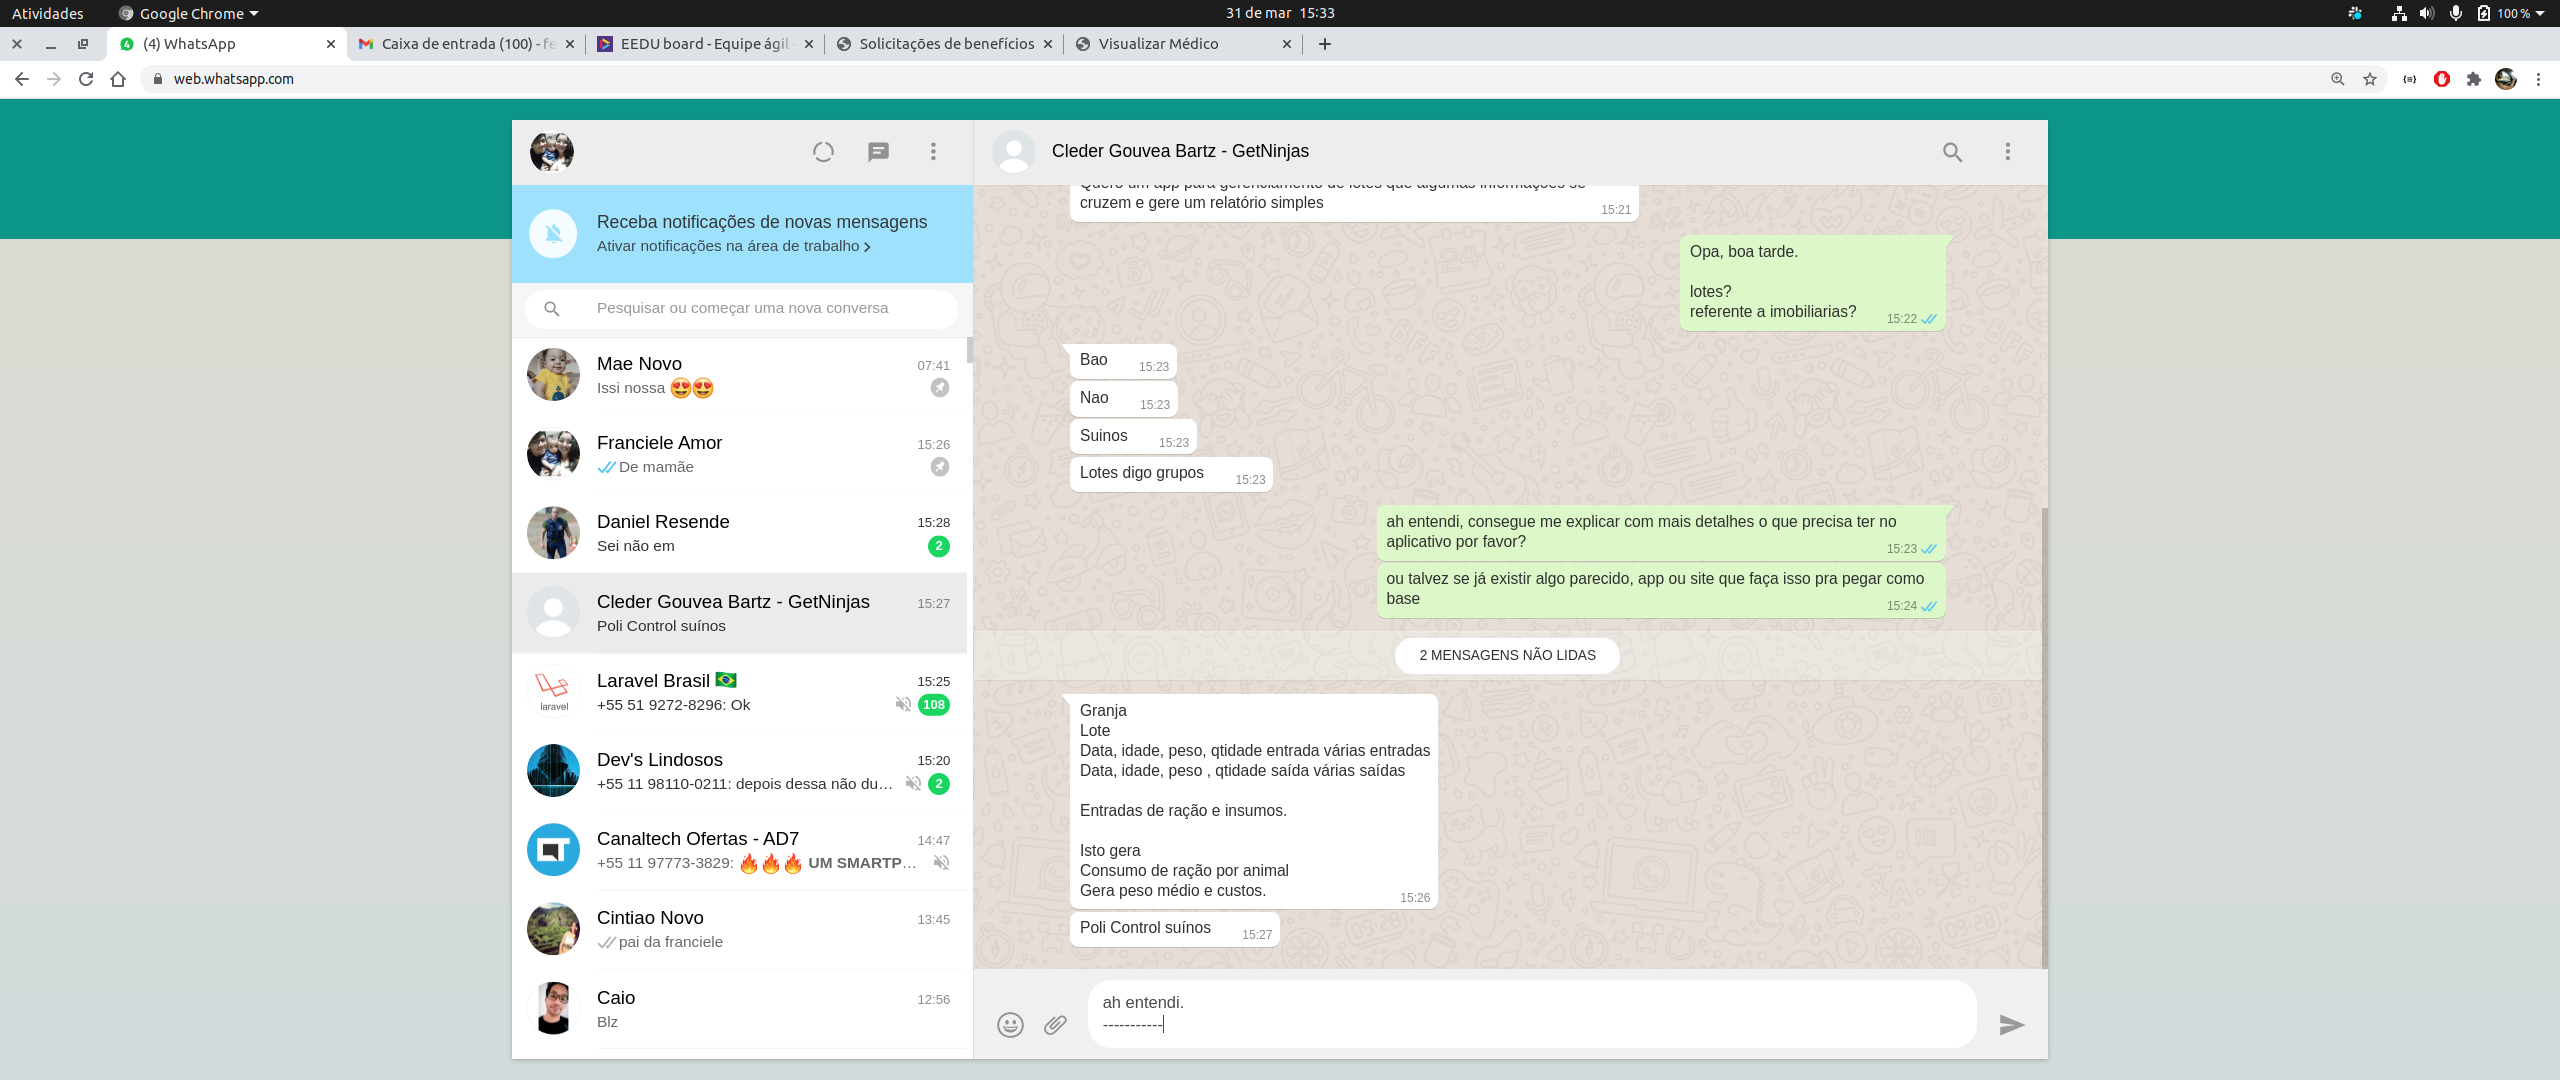 Atividades
Google Chrome
31 de mar 15:33
100 %
(4) WhatsApp
Caixa de entrada (100) - fe
EEDU board - Equipe ágil -
Solicitações de benefícios
Visualizar Médico
web.whatsapp.com
Receba notificações de novas mensagens
Ativar notificações na área de trabalho >
Pesquisar ou começar uma nova conversa
Mae Novo
07:41
Issi nossa 😍😍
Franciele Amor
15:26
De mamãe
Daniel Resende
15:28
Sei não em
2
Cleder Gouvea Bartz - GetNinjas
15:27
Poli Control suínos
laravel
Laravel Brasil 🇧🇷
15:25
+55 51 9272-8296: Ok
108
Dev's Lindosos
15:20
+55 11 98110-0211: depois dessa não du…
2
Canaltech Ofertas - AD7
14:47
+55 11 97773-3829: 🔥🔥🔥 UM SMARTP…
Cintiao Novo
13:45
pai da franciele
Caio
12:56
Blz
Cleder Gouvea Bartz - GetNinjas
Quero um app para gerenciamento de lotes que algumas informações se
cruzem e gere um relatório simples
15:21
Opa, boa tarde.
lotes?
referente a imobiliarias?
15:22
Bao
15:23
Nao
15:23
Suinos
15:23
Lotes digo grupos
15:23
ah entendi, consegue me explicar com mais detalhes o que precisa ter no
aplicativo por favor?
15:23
ou talvez se já existir algo parecido, app ou site que faça isso pra pegar como
base
15:24
2 MENSAGENS NÃO LIDAS
Granja
Lote
Data, idade, peso, qtidade entrada várias entradas
Data, idade, peso , qtidade saída várias saídas
Entradas de ração e insumos.
Isto gera
Consumo de ração por animal
Gera peso médio e custos.
15:26
Poli Control suínos
15:27
ah entendi.
-----------